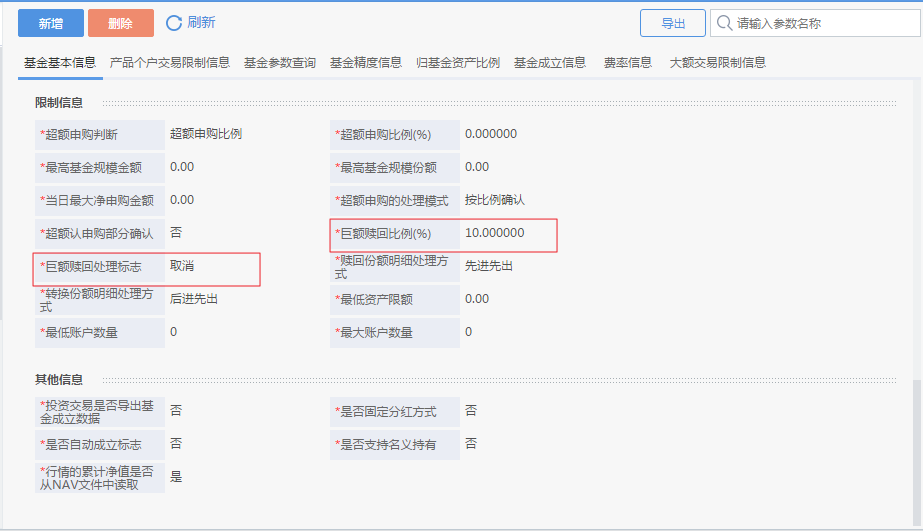 新增 删除 刷新 导出 请输入参数名称
基金基本信息 产品个户交易限制信息 基金参数查询 基金精度信息 归基金资产比例 基金成立信息 费率信息 大额交易限制信息
限制信息
*超额申购判断 超额申购比例 *超额申购比例(%) 0.000000
*最高基金规模金额 0.00 *最高基金规模份额 0.00
*当日最大净申购金额 0.00 *超额申购的处理模式 按比例确认
*超额认申购部分确认 否 *巨额赎回比例(%) 10.000000
*巨额赎回处理标志 取消 *赎回份额明细处理方
式 先进先出
*转换份额明细处理方
式 后进先出 *最低资产限额 0.00
*最低账户数量 0 *最大账户数量 0
其他信息
*投资交易是否导出基
金成立数据 否 *是否固定分红方式 否
*是否自动成立标志 否 *是否支持名义持有 否
*行情的累计净值是否
从NAV文件中读取 是